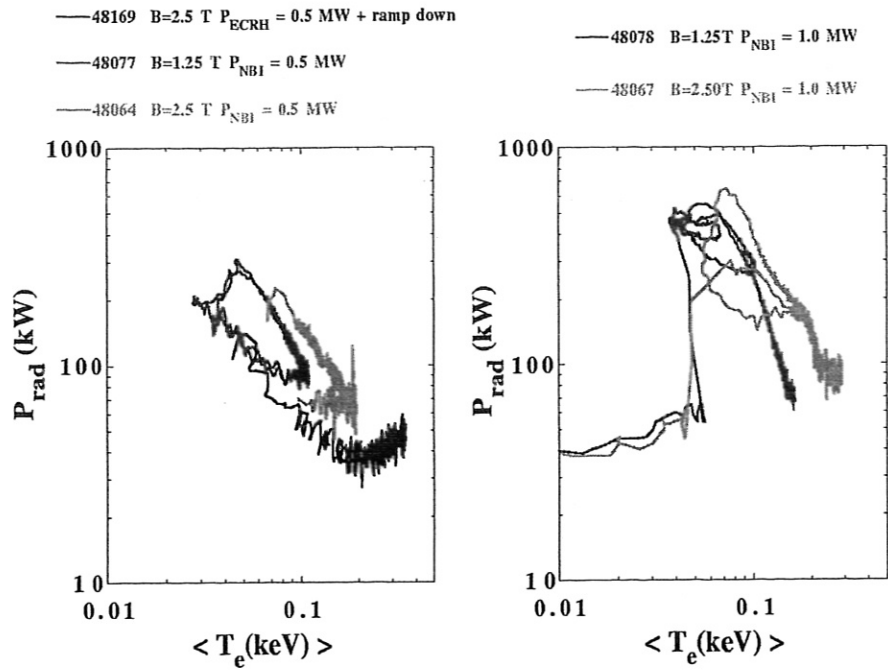 48169 B=2.5 T P_ECRH = 0.5 MW + ramp down
48077 B=1.25 T P_NBI = 0.5 MW
48064 B=2.5 T P_NBI = 0.5 MW
48078 B=1.25T P_NBI = 1.0 MW
48067 B=2.50T P_NBI = 1.0 MW
1000
100
10
P_rad (kW)
0.01
0.1
< T_e(keV) >
1000
100
10
P_rad (kW)
0.01
0.1
< T_e(keV) >